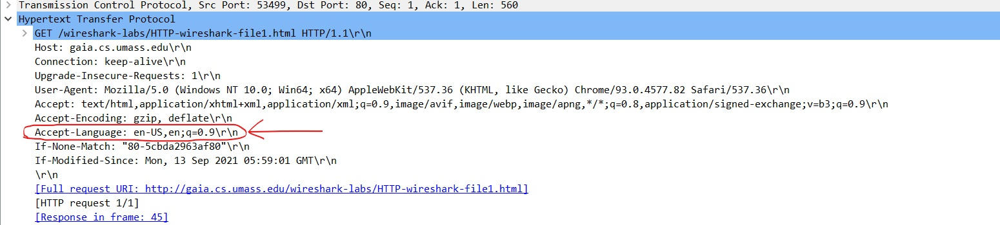 Transmission Control Protocol, Src Port: 53499, Dst Port: 80, Seq: 1, Ack: 1, Len: 560
Hypertext Transfer Protocol
GET /wireshark-labs/HTTP-wireshark-file1.html HTTP/1.1\r\n
Host: gaia.cs.umass.edu\r\n
Connection: keep-alive\r\n
Upgrade-Insecure-Requests: 1\r\n
User-Agent: Mozilla/5.0 (Windows NT 10.0; Win64; x64) AppleWebKit/537.36 (KHTML, like Gecko) Chrome/93.0.4577.82 Safari/537.36\r\n
Accept: text/html,application/xhtml+xml,application/xml;q=0.9,image/avif,image/webp,image/apng,*/*;q=0.8,application/signed-exchange;v=b3;q=0.9\r\n
Accept-Encoding: gzip, deflate\r\n
Accept-Language: en-US,en;q=0.9\r\n
If-None-Match: "80-5cbda2963af80"\r\n
If-Modified-Since: Mon, 13 Sep 2021 05:59:01 GMT\r\n
\r\n
[Full request URI: http://gaia.cs.umass.edu/wireshark-labs/HTTP-wireshark-file1.html]
[HTTP request 1/1]
[Response in frame: 45]